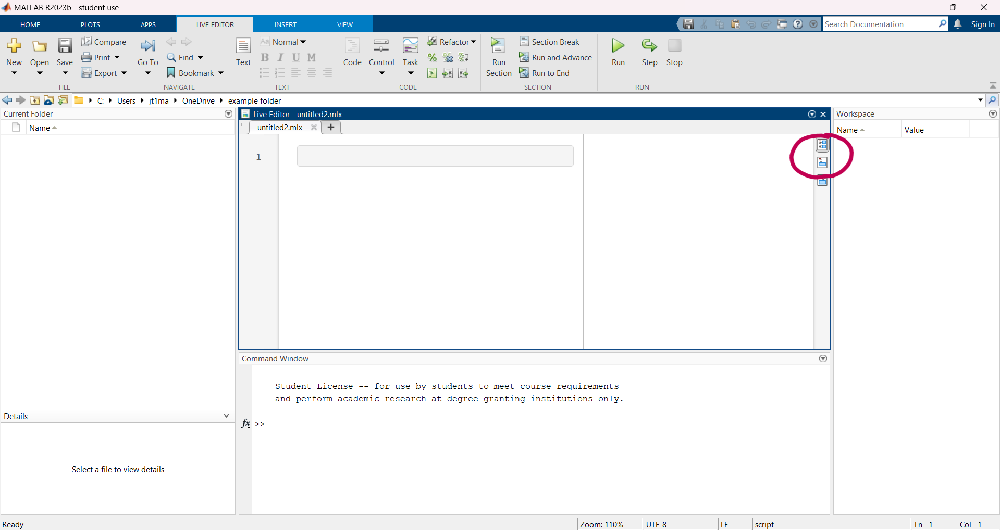 MATLAB R2023b - student use
HOME PLOTS APPS LIVE EDITOR INSERT VIEW Search Documentation Sign In
New Open Save Compare Print Export
FILE
Go To Find Bookmark
NAVIGATE
Text Aa Normal
B I U M
TEXT
Code Control Task Refactor
CODE
Run Section Section Break
Run and Advance
Run to End
SECTION
Run Step Stop
RUN
C: Users jt1ma OneDrive example folder
Current Folder
Name
Live Editor - untitled2.mlx
untitled2.mlx
1
Workspace
Name Value
Command Window
Student License -- for use by students to meet course requirements
and perform academic research at degree granting institutions only.
fx >>
Details
Select a file to view details
Ready Zoom: 110% UTF-8 LF script Ln 1 Col 1